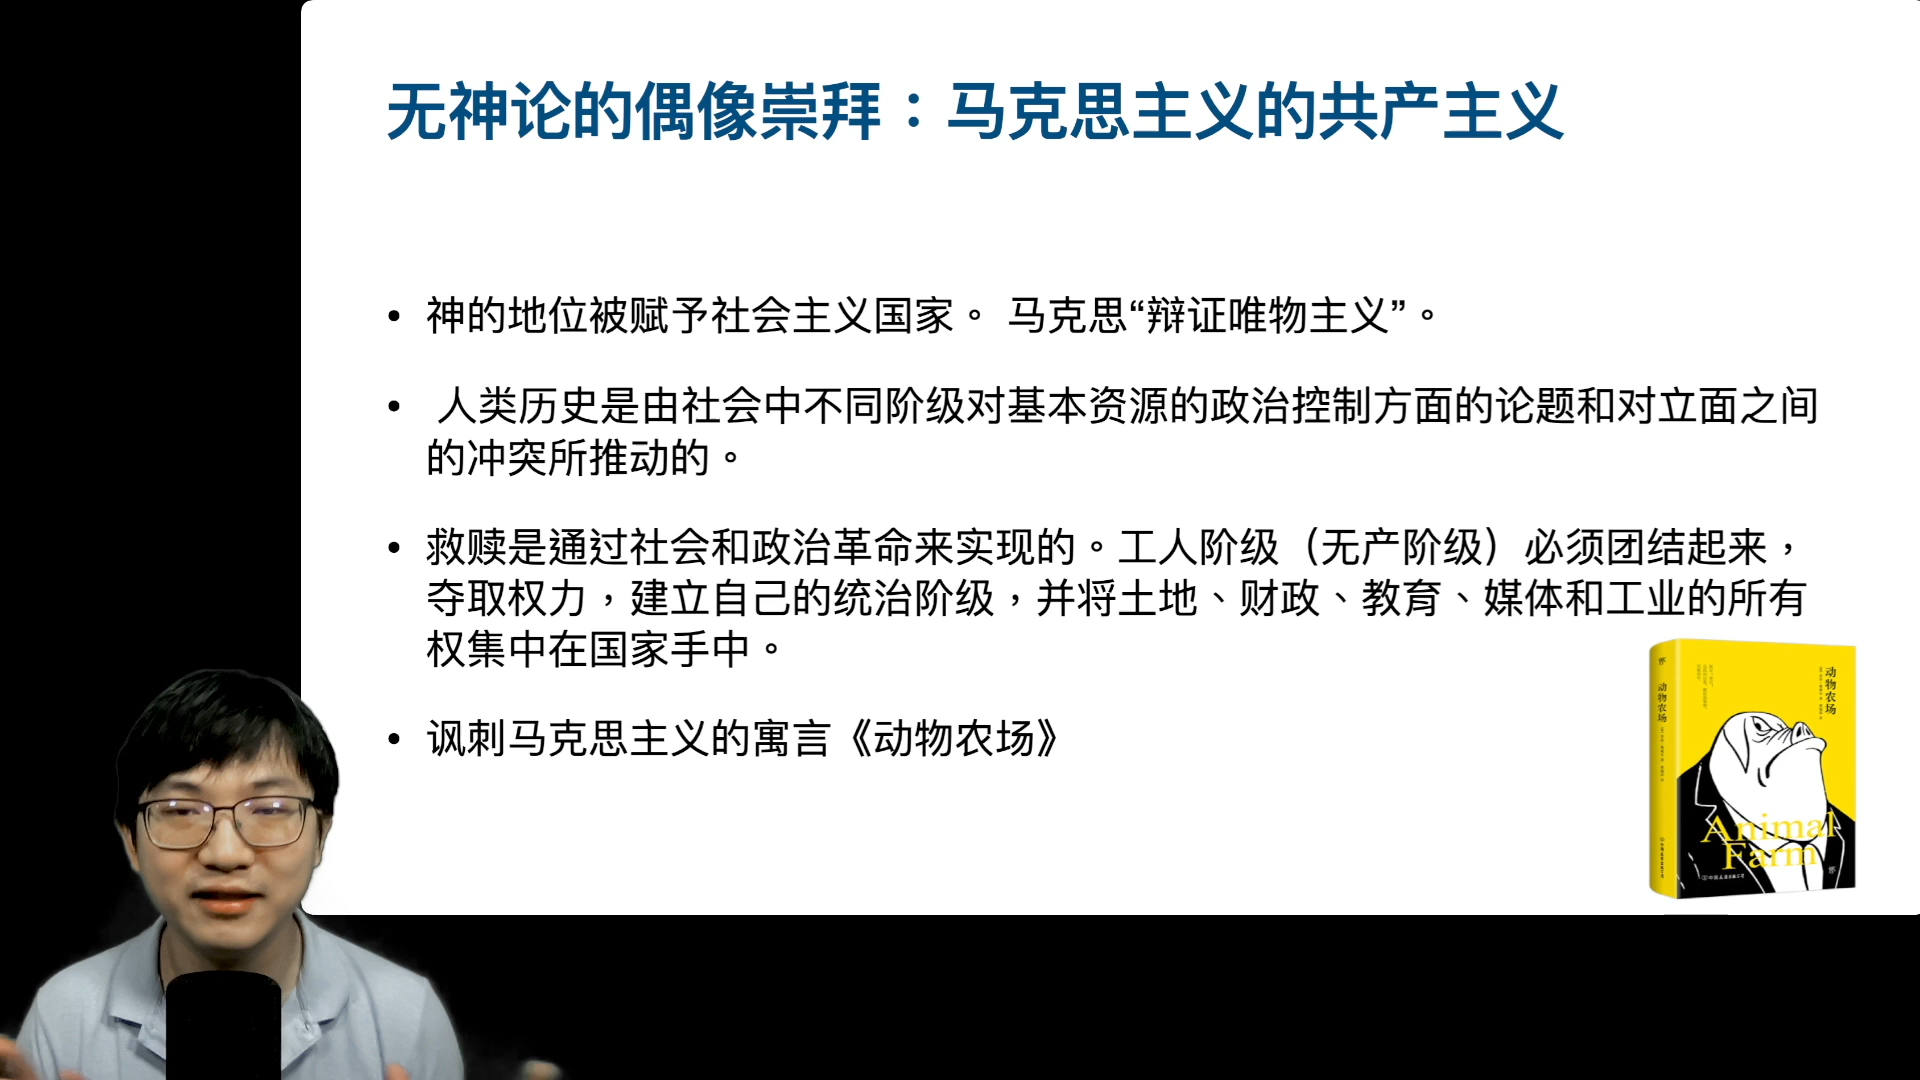 无神论的偶像崇拜：马克思主义的共产主义
• 神的地位被赋予社会主义国家。 马克思“辩证唯物主义”。
• 人类历史是由社会中不同阶级对基本资源的政治控制方面的论题和对立面之间
的冲突所推动的。
• 救赎是通过社会和政治革命来实现的。工人阶级（无产阶级）必须团结起来，
夺取权力，建立自己的统治阶级，并将土地、财政、教育、媒体和工业的所有
权集中在国家手中。
• 讽刺马克思主义的寓言《动物农场》
动物农场
动物农场
Animal
Farm